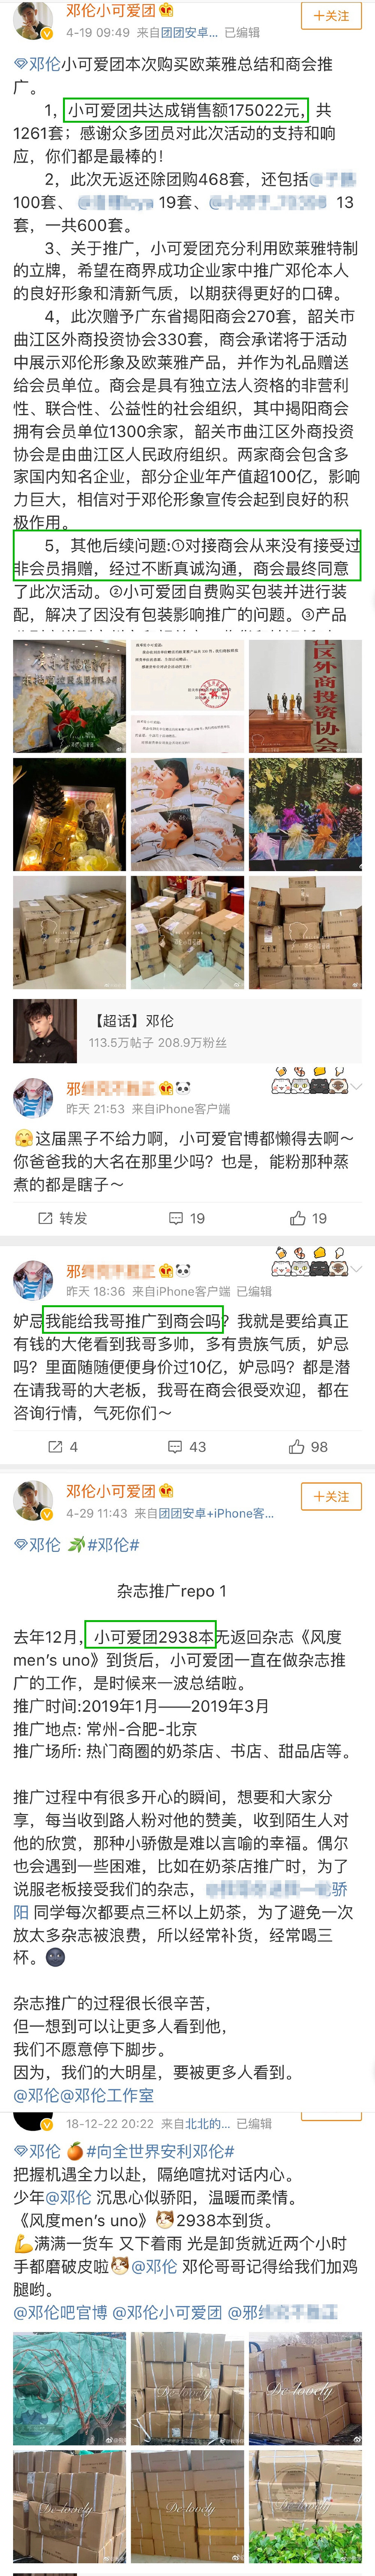 邓伦小可爱团
4-19 09:49 来自团团安卓... 已编辑
＋关注
邓伦小可爱团本次购买欧莱雅总结和商会推
广。
1，小可爱团共达成销售额175022元，共
1261套；感谢众多团员对此次活动的支持和响
应，你们都是最棒的！
2，此次无返还除团购468套，还包括
100套、 19套、 13
套，一共600套。
3、关于推广，小可爱团充分利用欧莱雅特制
的立牌，希望在商界成功企业家中推广邓伦本人
的良好形象和清新气质，以期获得更好的口碑。
4，此次赠予广东省揭阳商会270套，韶关市
曲江区外商投资协会330套，商会承诺将于活动
中展示邓伦形象及欧莱雅产品，并作为礼品赠送
给会员单位。商会是具有独立法人资格的非营利
性、联合性、公益性的社会组织，其中揭阳商会
拥有会员单位1300余家，韶关市曲江区外商投资
协会是由曲江区人民政府组织。两家商会包含多
家国内知名企业，部分企业年产值超100亿，影响
力巨大，相信对于邓伦形象宣传会起到良好的积
极作用。
5，其他后续问题:①对接商会从来没有接受过
非会员捐赠，经过不断真诚沟通，商会最终同意
了此次活动。②小可爱团自费购买包装并进行装
配，解决了因没有包装影响推广的问题。③产品
区外商投资协会
【超话】邓伦
113.5万帖子 208.9万粉丝
邪
昨天 21:53 来自iPhone客户端
这届黑子不给力啊，小可爱官博都懒得去啊～
你爸爸我的大名在那里少吗？也是，能粉那种蒸
煮的都是瞎子～
转发 19 19
邪
昨天 18:36 来自iPhone客户端 已编辑
妒忌我能给我哥推广到商会吗？我就是要给真正
有钱的大佬看到我哥多帅，多有贵族气质，妒忌
吗？里面随随便便身价过10亿，妒忌吗？都是潜
在请我哥的大老板，我哥在商会很受欢迎，都在
咨询行情，气死你们～
4 43 98
邓伦小可爱团
4-29 11:43 来自团团安卓+iPhone客...
＋关注
邓伦 #邓伦#
杂志推广repo 1
去年12月，小可爱团2938本无返回杂志《风度
men's uno》到货后，小可爱团一直在做杂志推
广的工作，是时候来一波总结啦。
推广时间:2019年1月——2019年3月
推广地点: 常州-合肥-北京
推广场所: 热门商圈的奶茶店、书店、甜品店等。
推广过程中有很多开心的瞬间，想要和大家分
享，每当收到路人粉对他的赞美，收到陌生人对
他的欣赏，那种小骄傲是难以言喻的幸福。偶尔
也会遇到一些困难，比如在奶茶店推广时，为了
说服老板接受我们的杂志，骄
阳 同学每次都要点三杯以上奶茶，为了避免一次
放太多杂志被浪费，所以经常补货，经常喝三
杯。
杂志推广的过程很长很辛苦，
但一想到可以让更多人看到他，
我们不愿意停下脚步。
因为，我们的大明星，要被更多人看到。
@邓伦@邓伦工作室
18-12-22 20:22 来自北北的... 已编辑
邓伦 #向全世界安利邓伦#
把握机遇全力以赴，隔绝喧扰对话内心。
少年@邓伦 沉思心似骄阳，温暖而柔情。
《风度men's uno》2938本到货。
满满一货车 又下着雨 光是卸货就近两个小时
手都磨破皮啦 @邓伦 邓伦哥哥记得给我们加鸡
腿哟。
@邓伦吧官博 @邓伦小可爱团 @邪
De lovely
De lovely
De lovely
De lovely
De lovely